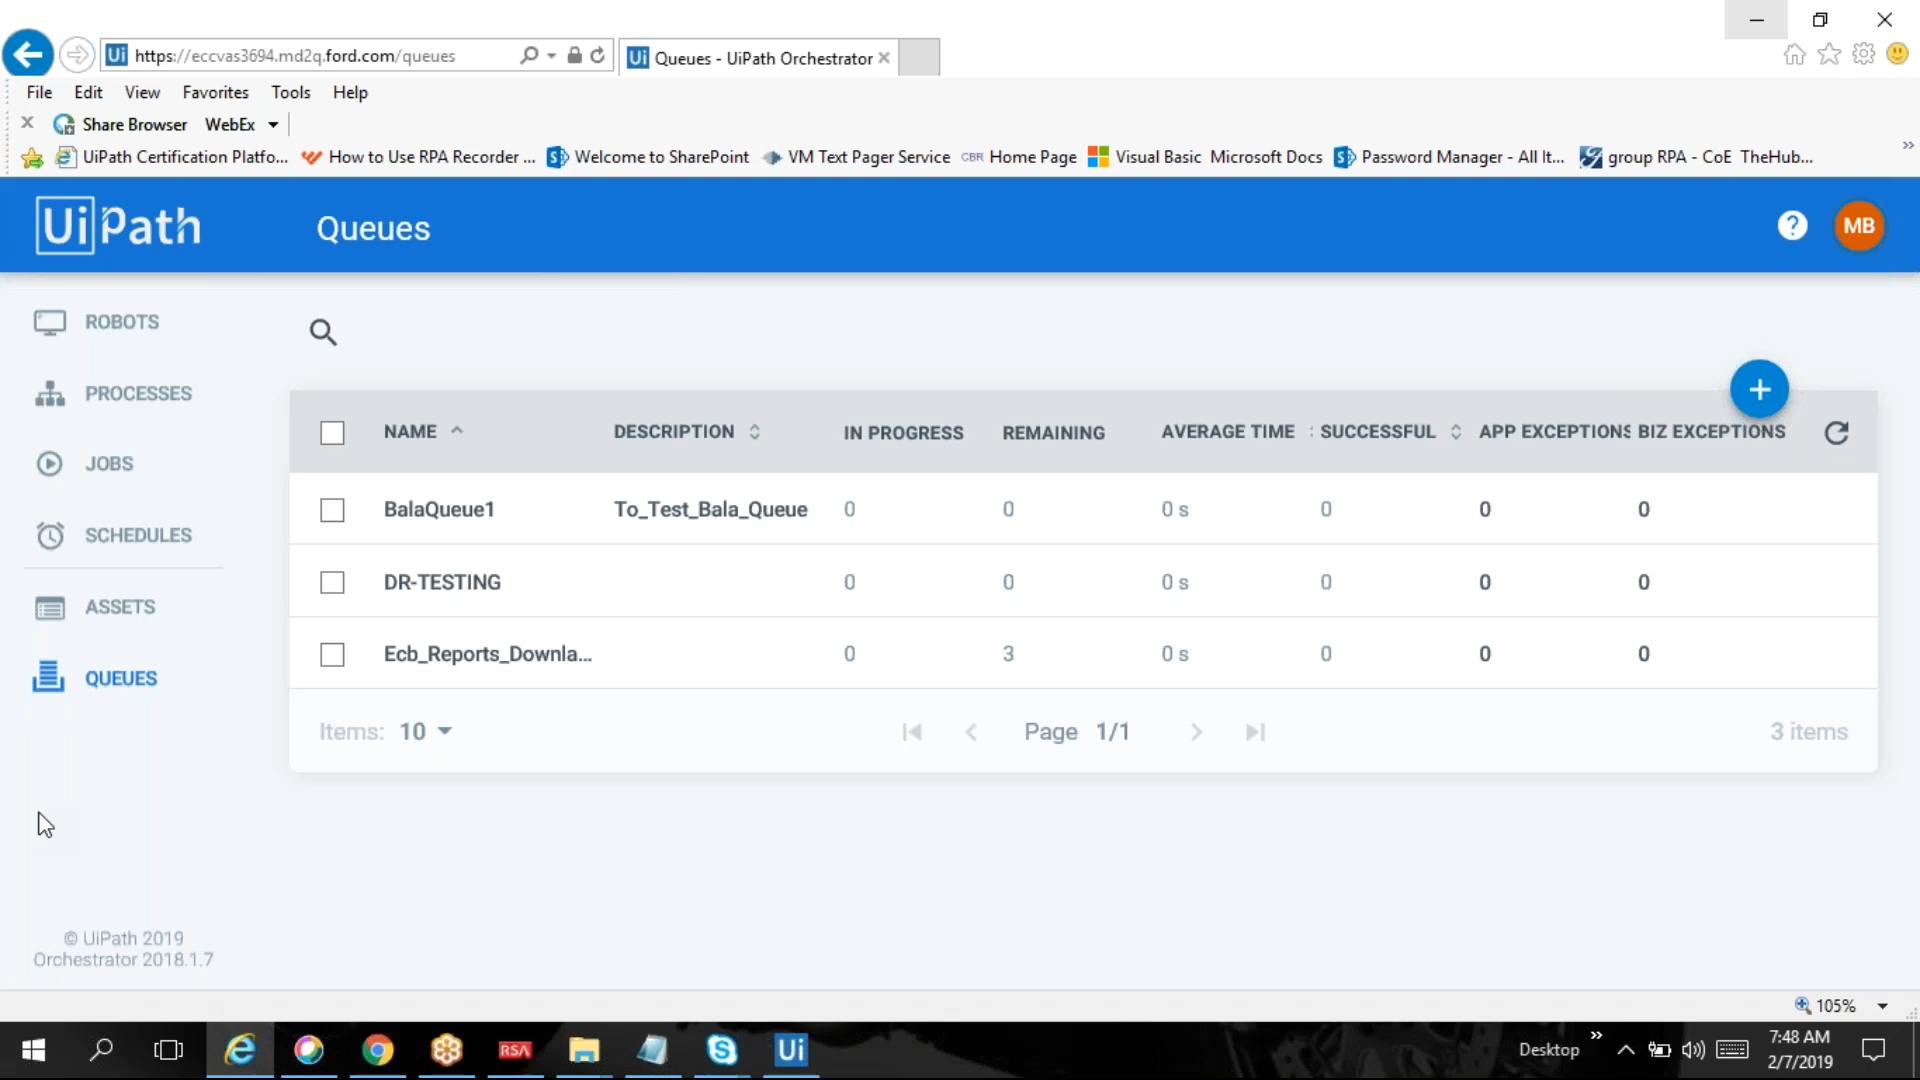 Ui https://eccvas3694.md2q.ford.com/queues Ui Queues - UiPath Orchestrator
File Edit View Favorites Tools Help
Share Browser WebEx
UiPath Certification Platfo... How to Use RPA Recorder ... Welcome to SharePoint VM Text Pager Service CBR Home Page Visual Basic Microsoft Docs Password Manager - All It... group RPA - CoE TheHub...
UiPath Queues ? MB
ROBOTS
PROCESSES
JOBS
SCHEDULES
ASSETS
QUEUES
NAME DESCRIPTION IN PROGRESS REMAINING AVERAGE TIME SUCCESSFUL APP EXCEPTIONS BIZ EXCEPTIONS
BalaQueue1 To_Test_Bala_Queue 0 0 0 s 0 0 0
DR-TESTING 0 0 0 s 0 0 0
Ecb_Reports_Downla... 0 3 0 s 0 0 0
Items: 10 Page 1/1 3 items
© UiPath 2019
Orchestrator 2018.1.7
105%
RSA Ui Desktop 7:48 AM
2/7/2019